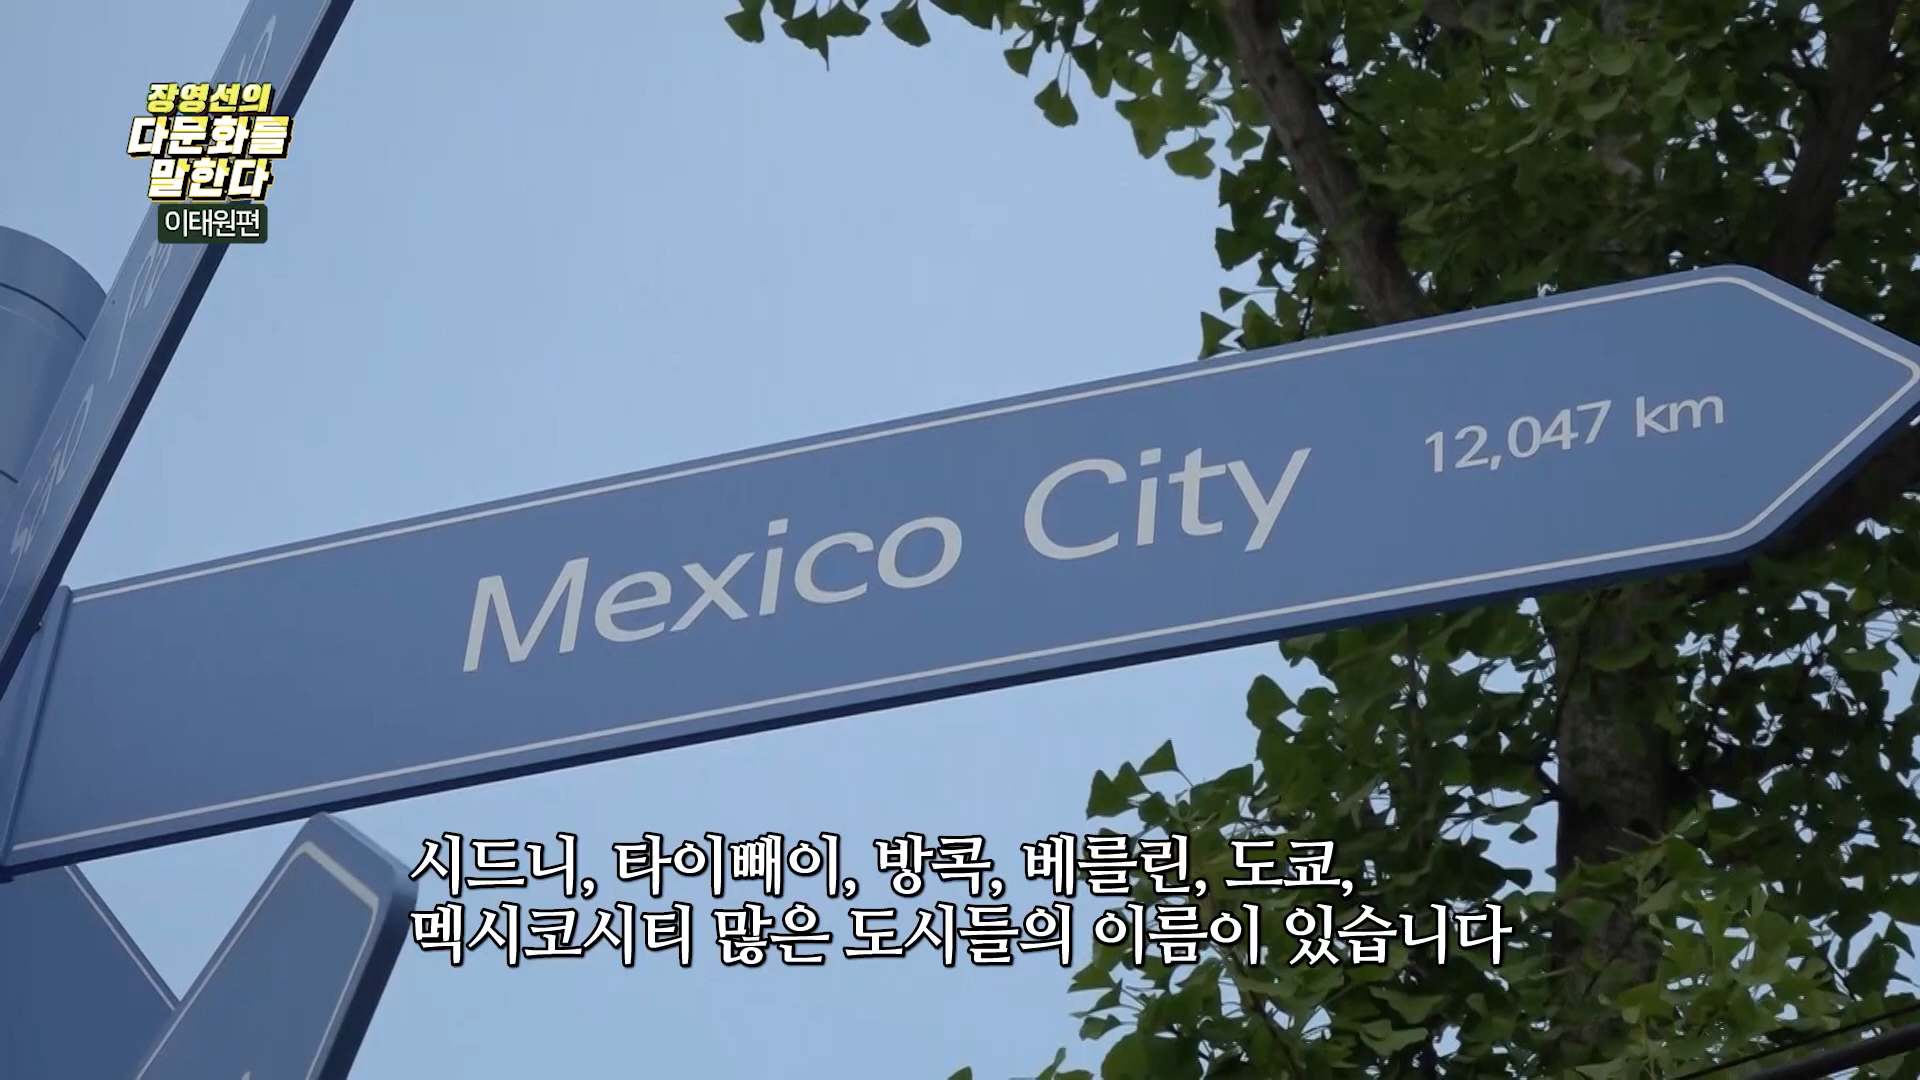 장영선의
다문화를
말한다
이태원편
Mexico City 12,047 km
시드니, 타이빼이, 방콕, 베를린, 도쿄,
멕시코시티 많은 도시들의 이름이 있습니다